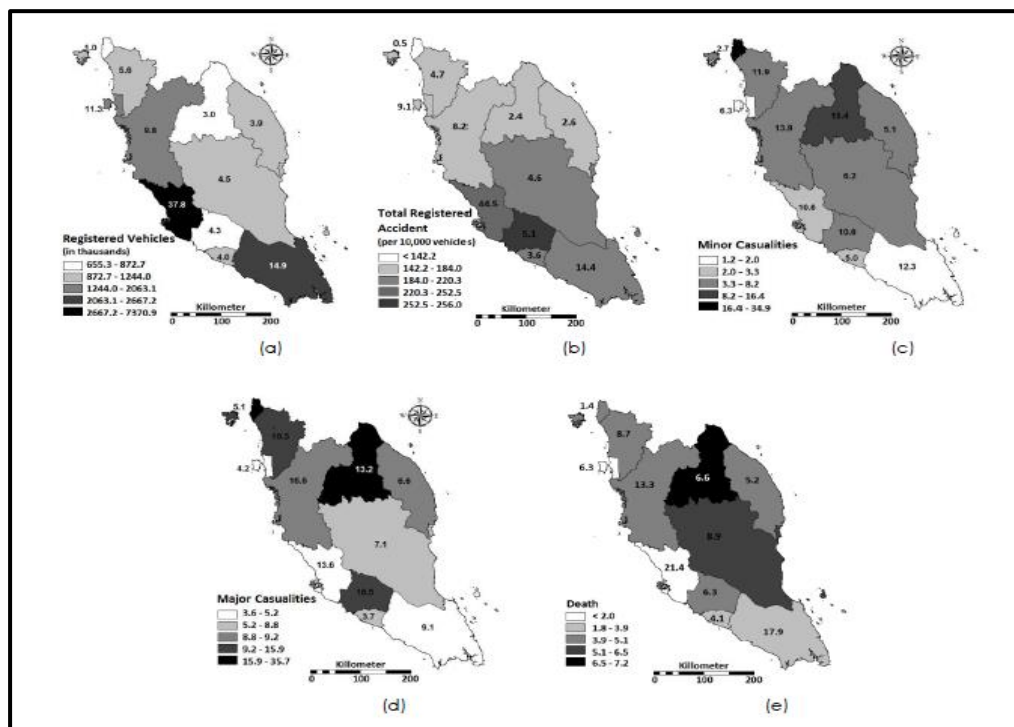 1.0
5.8
11.3
9.8
3.0
3.9
4.5
37.8
4.3
4.0
14.9
Registered Vehicles
(in thousands)
655.3 - 872.7
872.7 - 1244.0
1244.0 - 2063.1
2063.1 - 2667.2
2667.2 - 7370.9
Killometer
0 100 200
(a)
0.5
4.7
9.1
8.2
2.4
2.6
4.6
44.5
5.1
3.6
14.4
Total Registered
Accident
(per 10,000 vehicles)
< 142.2
142.2 - 184.0
184.0 - 220.3
220.3 - 252.5
252.5 - 256.0
Killometer
0 100 200
(b)
2.7
11.9
6.3
13.8
5.1
10.6
10.8
5.0
12.3
Minor Casualities
1.2 - 2.0
2.0 - 3.3
3.3 - 8.2
8.2 - 16.4
16.4 - 34.9
Killometer
0 100 200
(c)
5.1
4.2
16.6
13.2
6.6
7.1
13.6
3.7
9.1
Major Casualities
3.6 - 5.2
5.2 - 8.8
8.8 - 9.2
9.2 - 15.9
15.9 - 35.7
Killometer
0 100 200
(d)
1.4
8.7
6.3
13.3
6.6
5.2
8.9
21.4
6.3
4.1
17.9
Death
< 2.0
1.8 - 3.9
3.9 - 5.1
5.1 - 6.5
6.5 - 7.2
Killometer
0 100 200
(e)